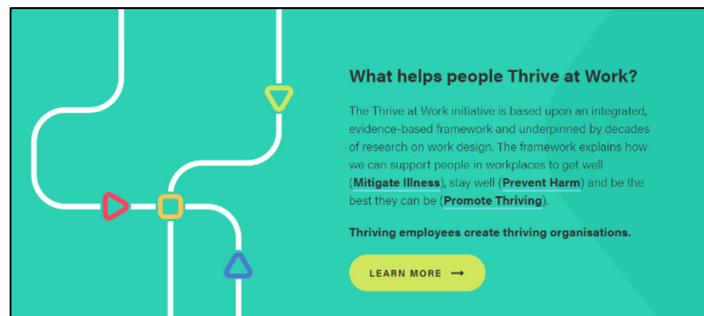 What helps people Thrive at Work?
The Thrive at Work initiative is based upon an integrated,
evidence-based framework and underpinned by decades
of research on work design. The framework explains how
we can support people in workplaces to get well
(Mitigate Illness), stay well (Prevent Harm) and be the
best they can be (Promote Thriving).
Thriving employees create thriving organisations.
LEARN MORE →